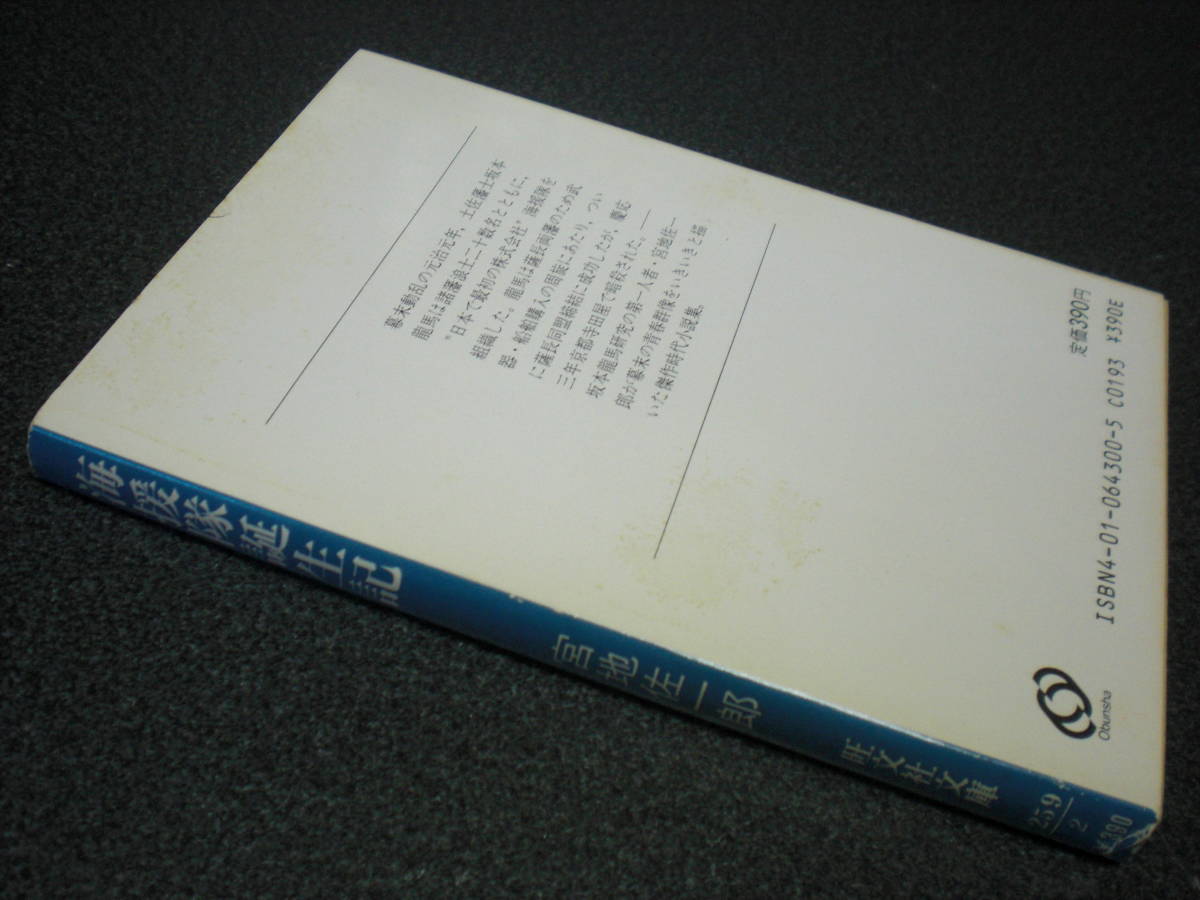 幕末動乱の元治元年、土佐藩士坂本
龍馬は諸藩浪士二十数名とともに、
〝日本で最初の株式会社〟海援隊を
組織した。龍馬は薩長両藩のため武
器・船舶購入の周旋にあたり、つい
に薩長同盟締結に成功したが、慶応
三年京都寺田屋で暗殺された。――
坂本龍馬研究の第一人者・宮地佐一
郎が幕末の青春群像をいきいきと描
いた傑作時代小説集。
定価390円
ISBN4-01-064300-5 C0193 ¥390E
Obunsha
海援隊誕生記
宮地佐一郎
旺文社文庫
259
2
¥390